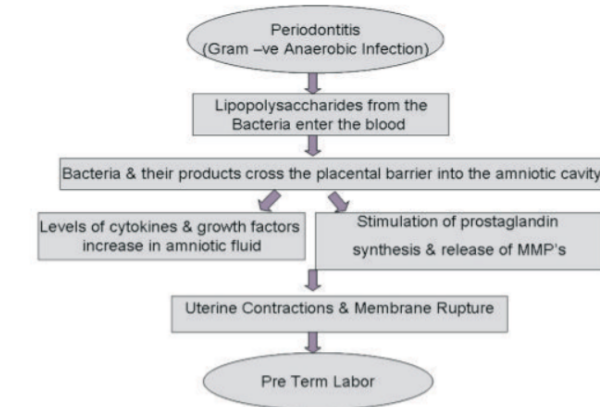 Periodontitis
(Gram –ve Anaerobic Infection)
Lipopolysaccharides from the
Bacteria enter the blood
Bacteria & their products cross the placental barrier into the amniotic cavity
Levels of cytokines & growth factors
increase in amniotic fluid
Stimulation of prostaglandin
synthesis & release of MMP's
Uterine Contractions & Membrane Rupture
Pre Term Labor